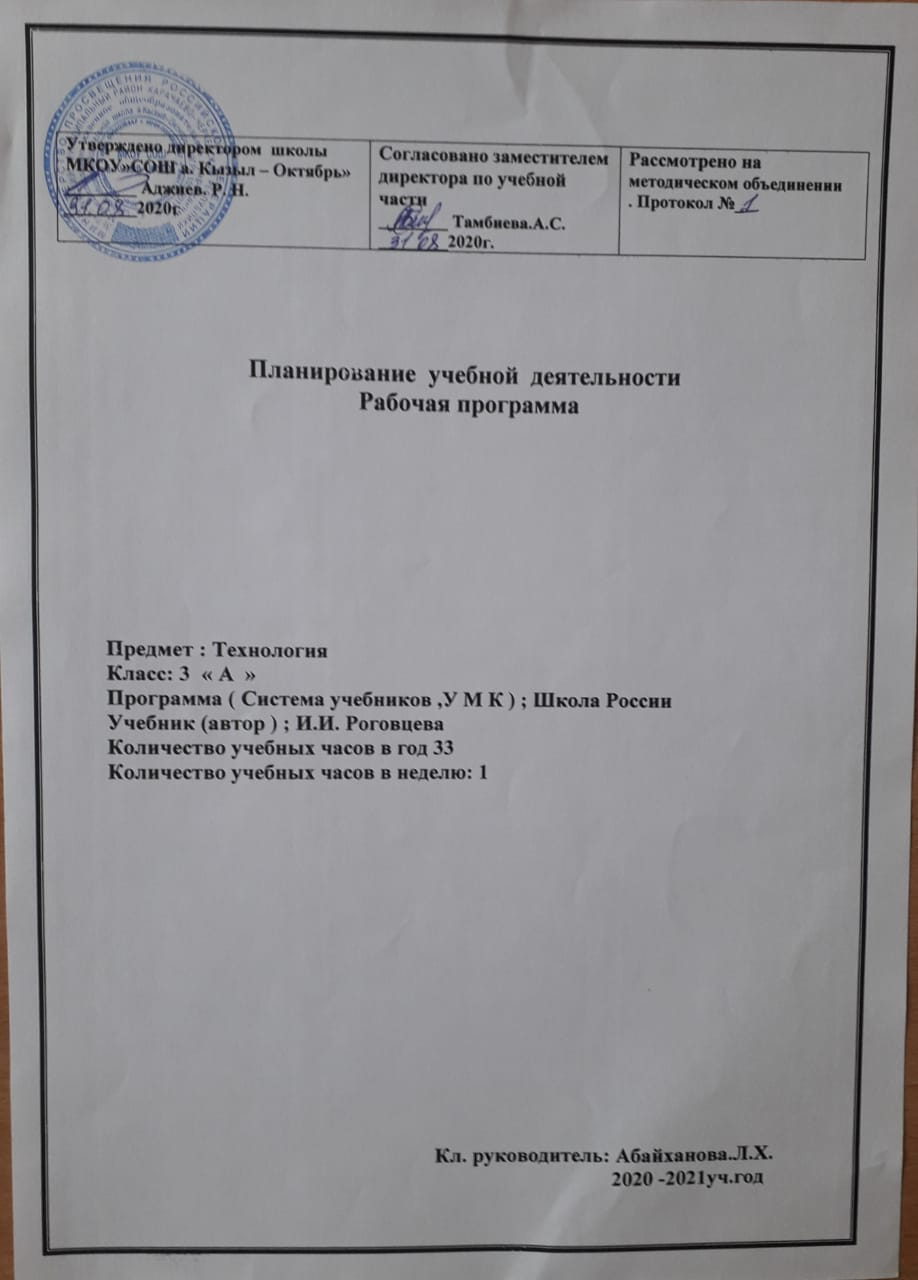 Утверждено директором школы
МКОУ»СОШ а. Кызыл – Октябрь»
Аджиев. Р. Н.
31.08 2020г
Согласовано заместителем
директора по учебной
части
Тамбиева.А.С.
31 08 2020г.
Рассмотрено на
методическом объединении
. Протокол № 1
Планирование учебной деятельности
Рабочая программа
Предмет : Технология
Класс: 3 « А »
Программа ( Система учебников ,У М К ) ; Школа России
Учебник (автор ) ; И.И. Роговцева
Количество учебных часов в год 33
Количество учебных часов в неделю: 1
Кл. руководитель: Абайханова.Л.Х.
2020 -2021уч.год